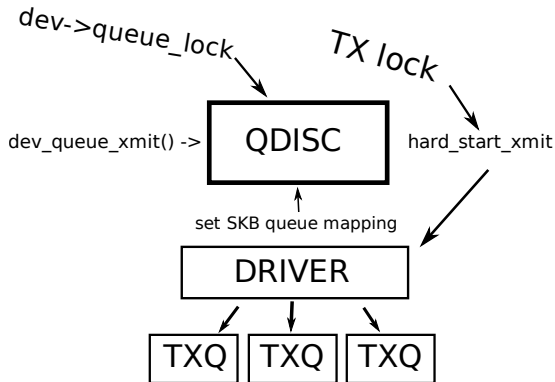 dev->queue_lock
TX lock
QDISC
dev_queue_xmit() ->
hard_start_xmit
set SKB queue mapping
DRIVER
TXQ TXQ TXQ